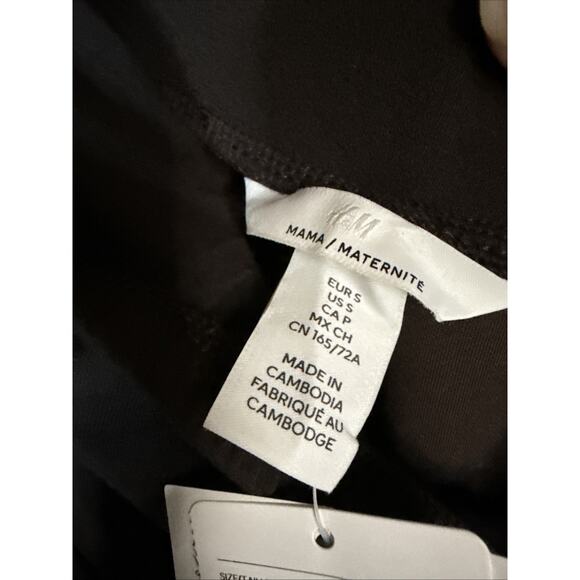 H&M
MAMA / MATERNITÉ
EUR S
US S
CA P
MX CH
CN 165/72A
MADE IN
CAMBODIA
FABRIQUÉ AU
CAMBODGE